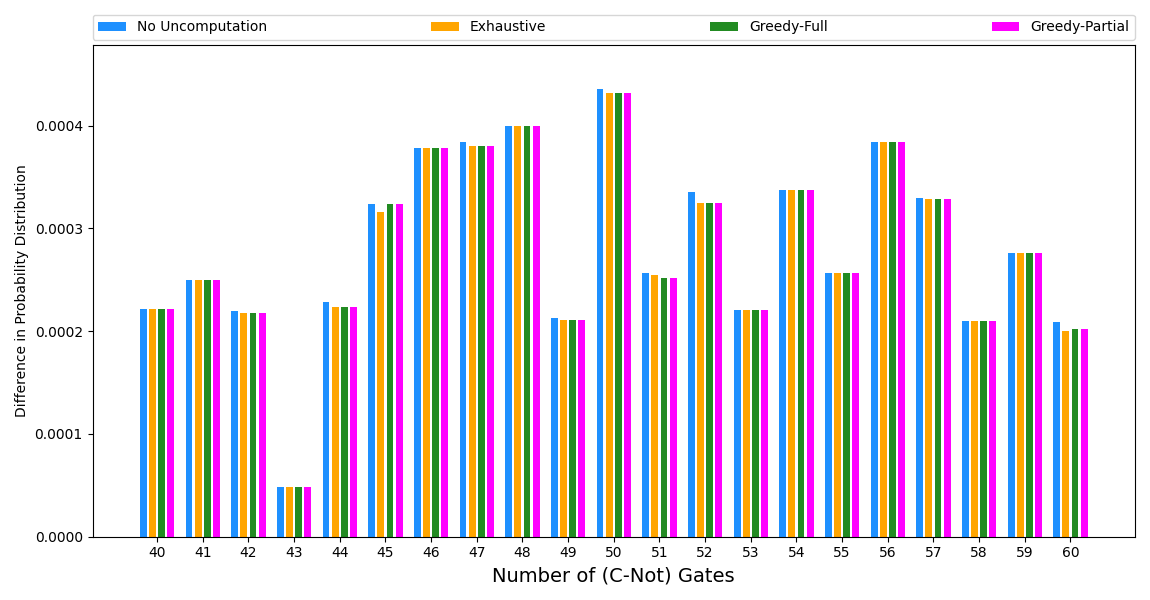 No Uncomputation Exhaustive Greedy-Full Greedy-Partial
Difference in Probability Distribution
0.0004
0.0003
0.0002
0.0001
0.0000
40 41 42 43 44 45 46 47 48 49 50 51 52 53 54 55 56 57 58 59 60
Number of (C-Not) Gates